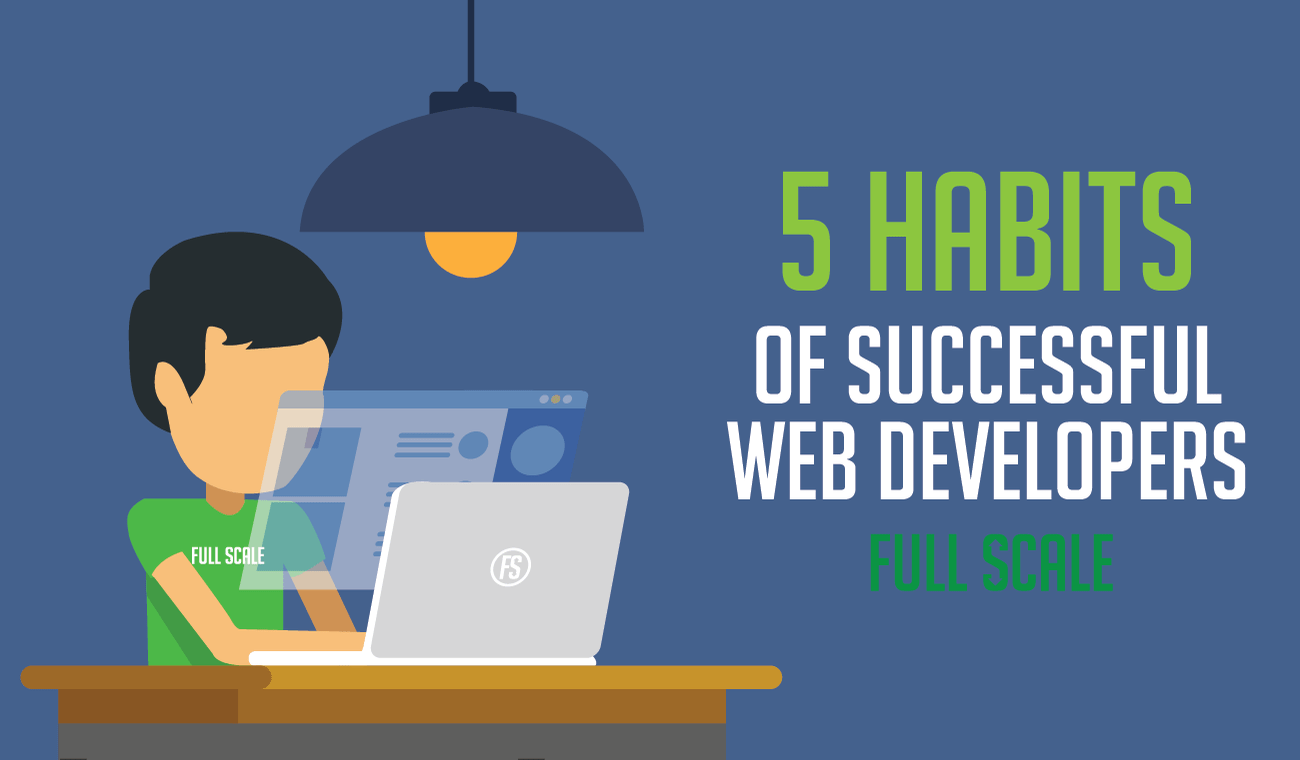 5 HABITS
OF SUCCESSFUL
WEB DEVELOPERS
FULL SCALE
FULL SCALE
FS